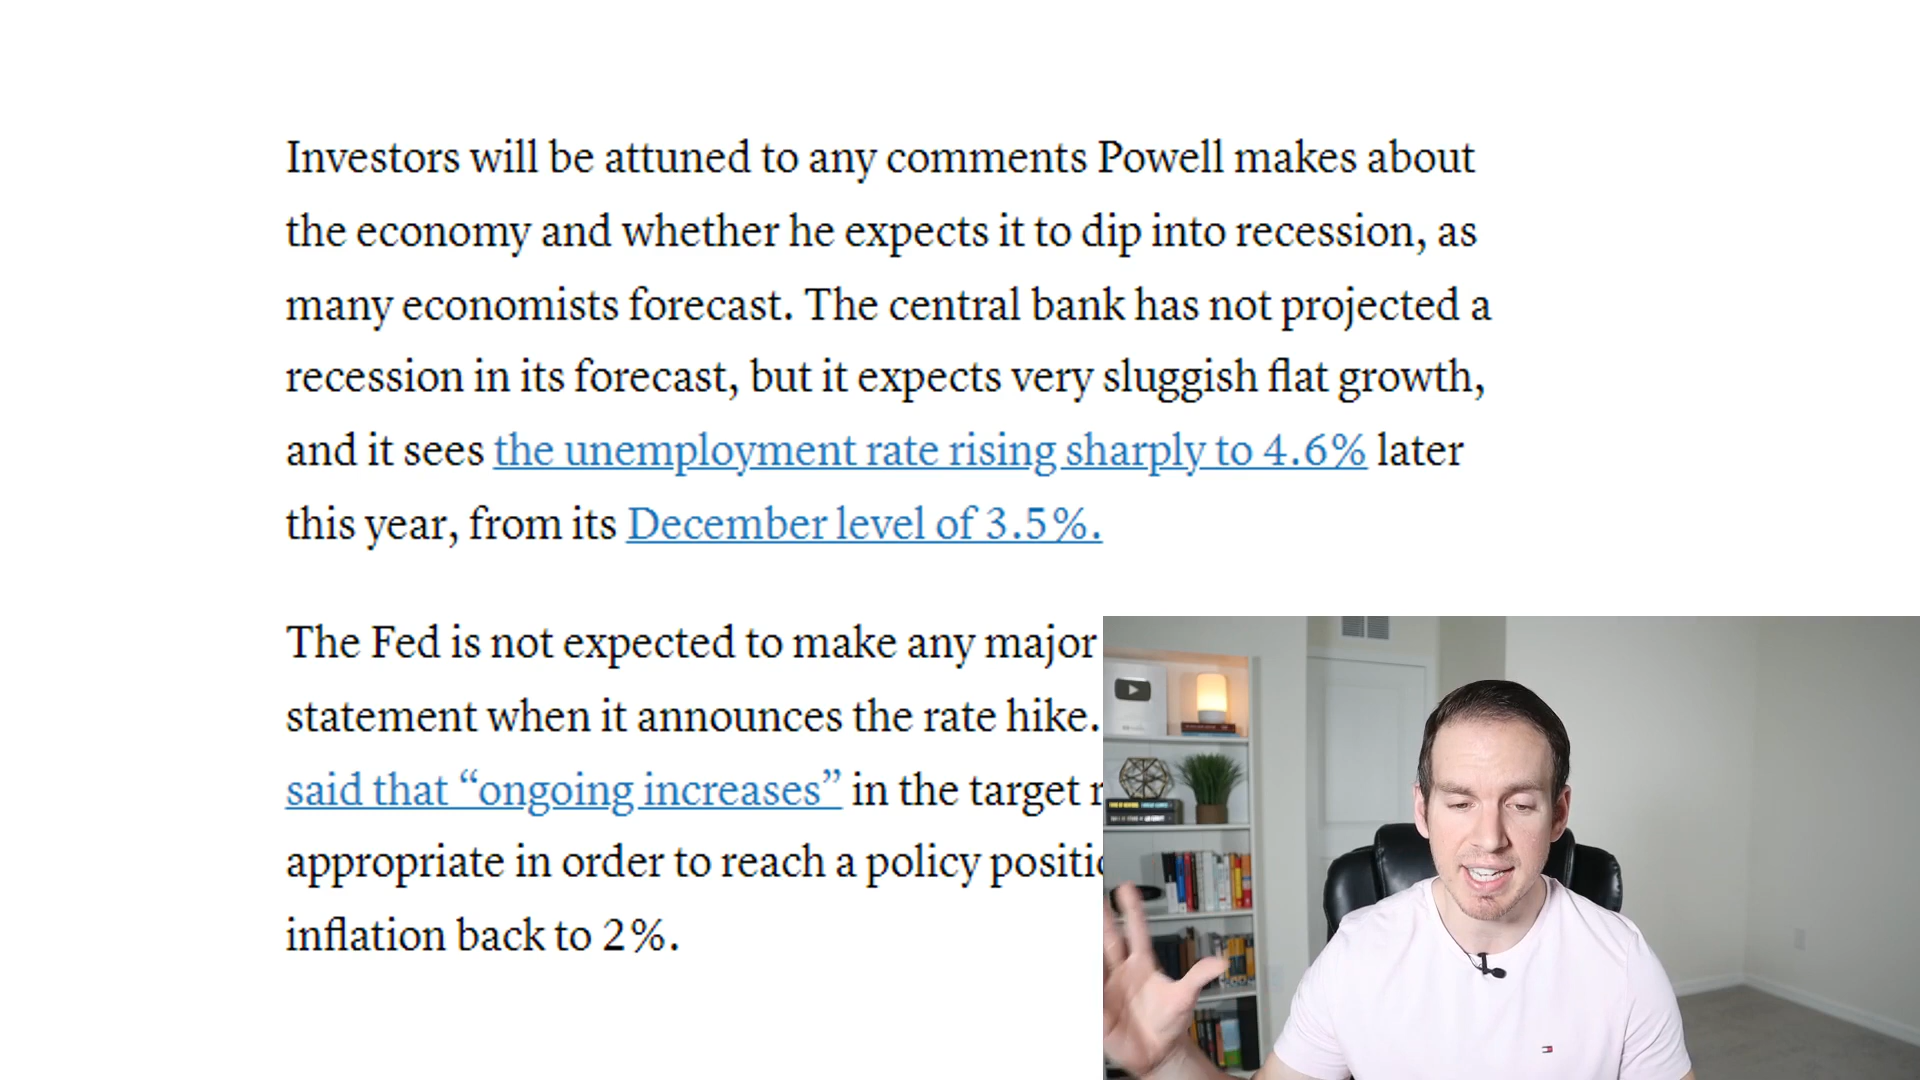 Investors will be attuned to any comments Powell makes about
the economy and whether he expects it to dip into recession, as
many economists forecast. The central bank has not projected a
recession in its forecast, but it expects very sluggish flat growth,
and it sees the unemployment rate rising sharply to 4.6% later
this year, from its December level of 3.5%.
The Fed is not expected to make any major
statement when it announces the rate hike.
said that “ongoing increases” in the target
appropriate in order to reach a policy
inflation back to 2%.